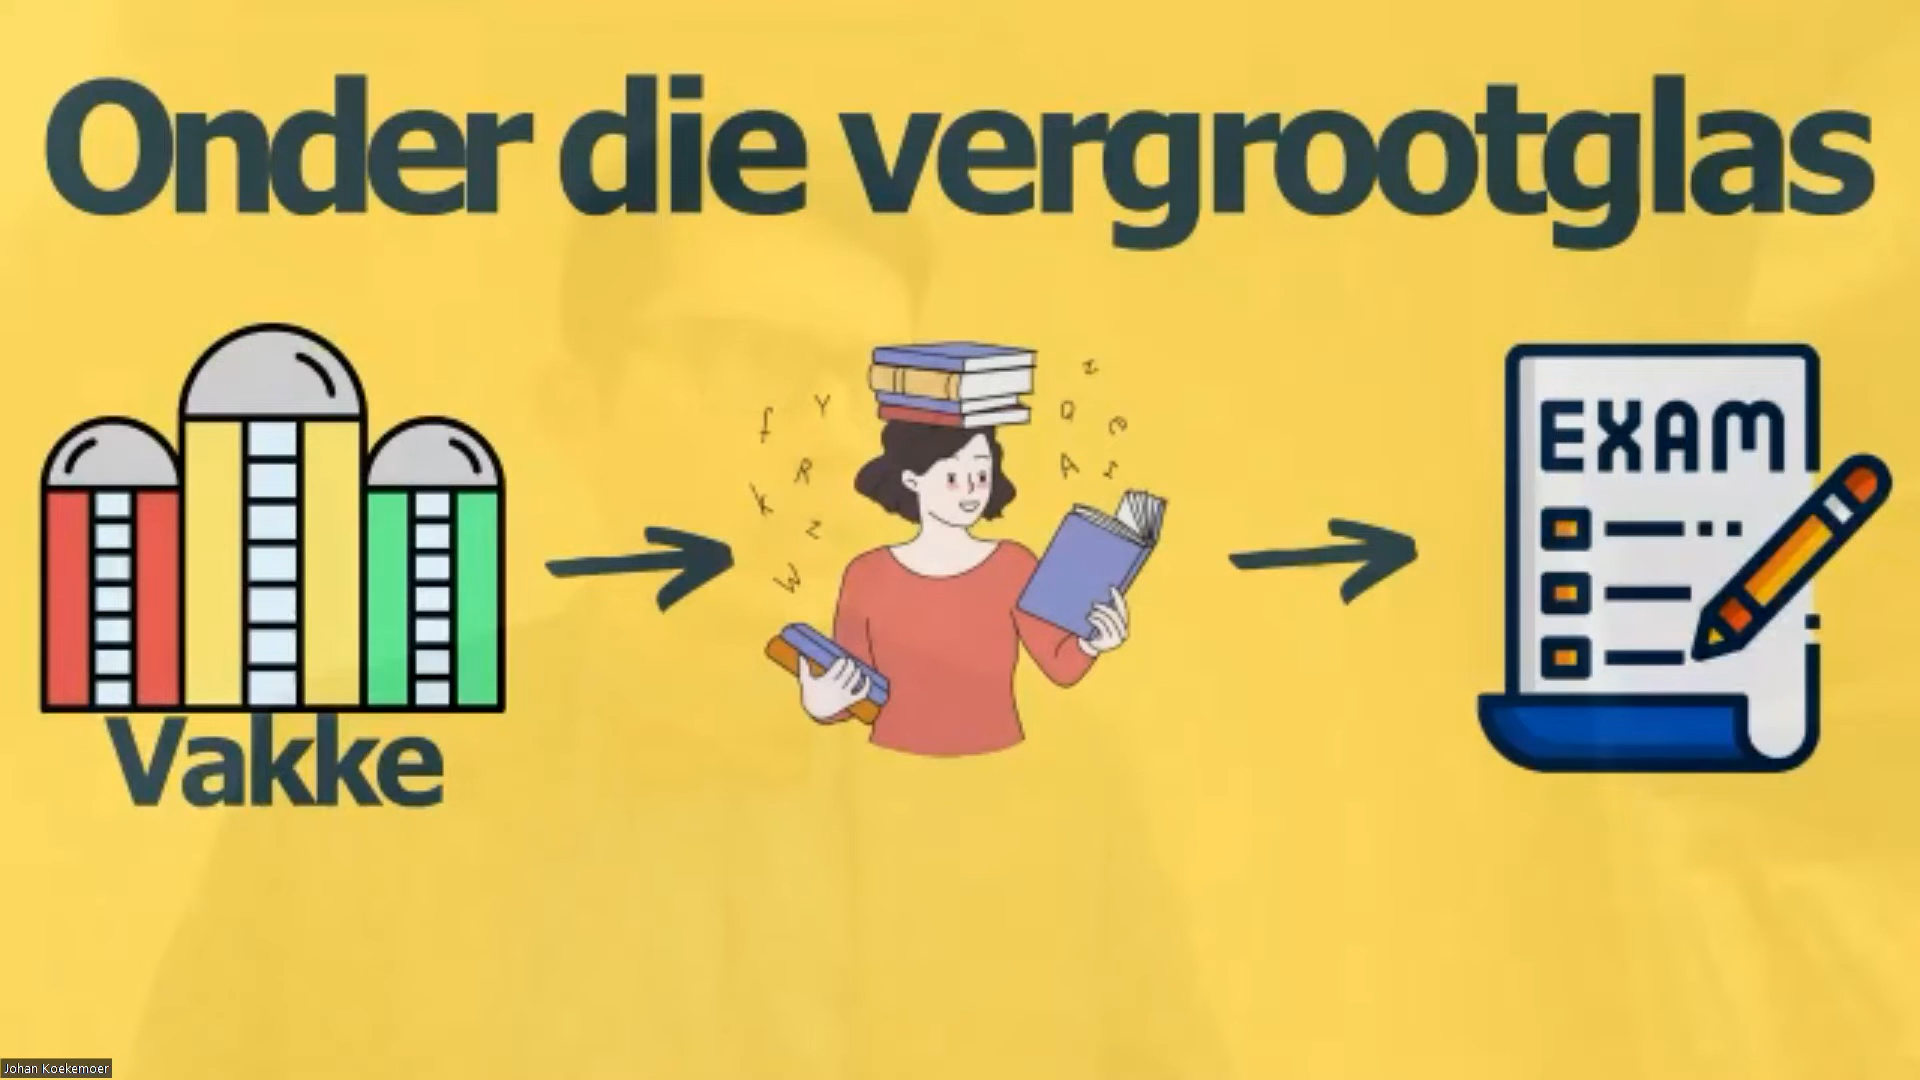 Onder die vergrootglas
EXAM
Vakke
f Y R k z W
Q A
Johan Koekemoer